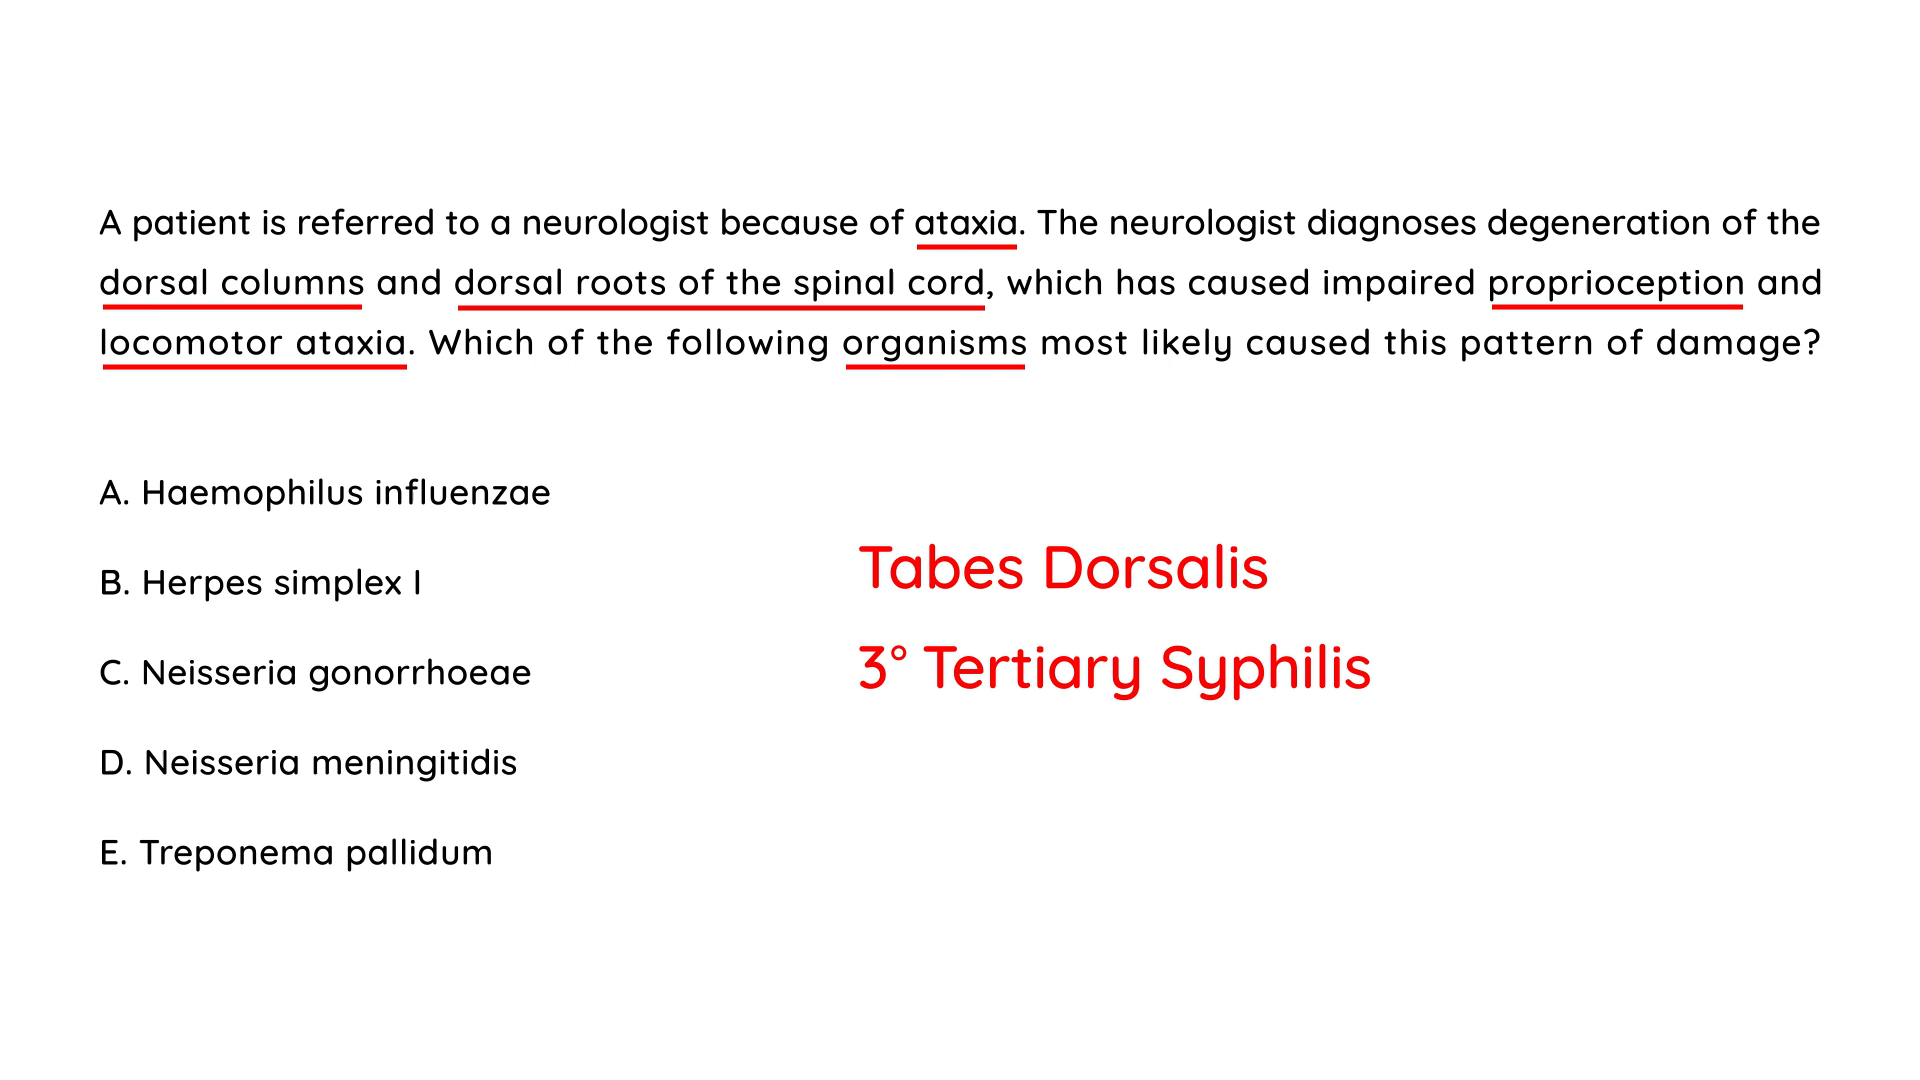 A patient is referred to a neurologist because of ataxia. The neurologist diagnoses degeneration of the
dorsal columns and dorsal roots of the spinal cord, which has caused impaired proprioception and
locomotor ataxia. Which of the following organisms most likely caused this pattern of damage?
A. Haemophilus influenzae
B. Herpes simplex I
C. Neisseria gonorrhoeae
D. Neisseria meningitidis
E. Treponema pallidum
Tabes Dorsalis
3° Tertiary Syphilis